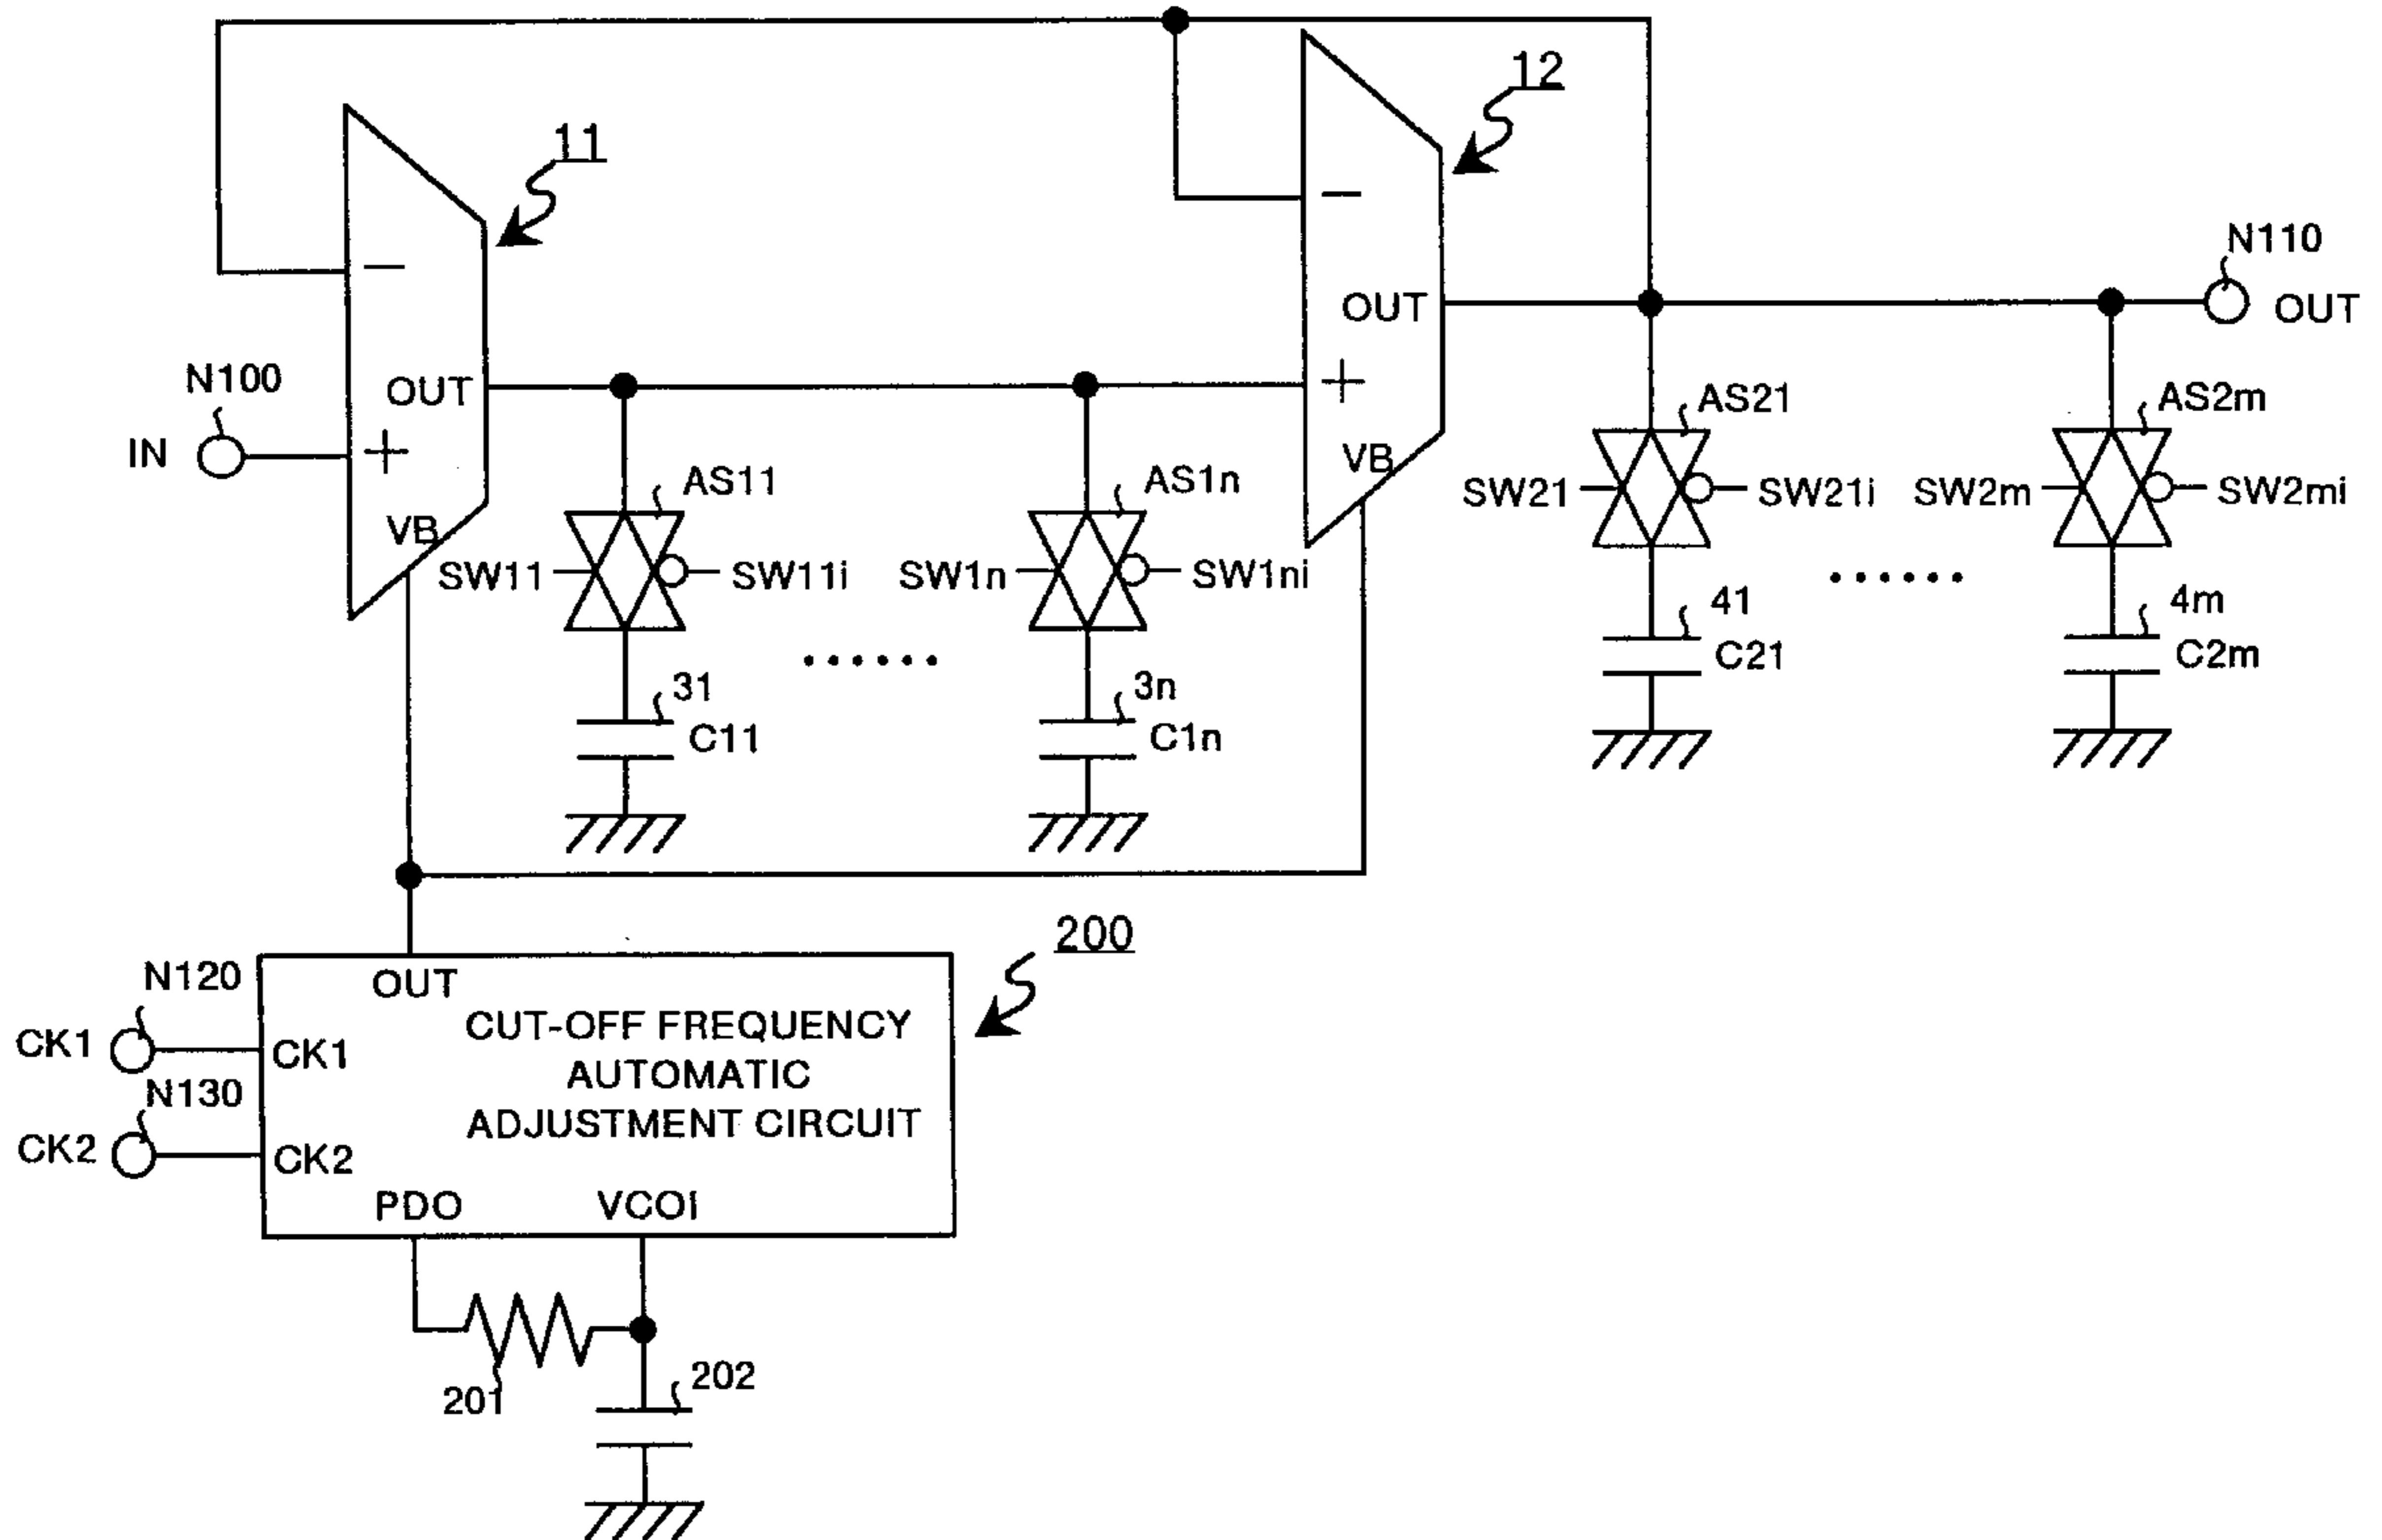 12
11
−
−
N110
OUT
OUT
N100
OUT
+
AS21
AS2m
IN
+
VB
AS11
AS1n
SW21
SW21i
SW2m
SW2mi
VB
SW11
SW11i
SW1n
SW1ni
......
41
4m
C21
C2m
......
31
3n
C11
C1n
200
N120
OUT
CUT-OFF FREQUENCY
AUTOMATIC
ADJUSTMENT CIRCUIT
CK1
CK1
N130
CK2
CK2
PDO
VCOI
202
201